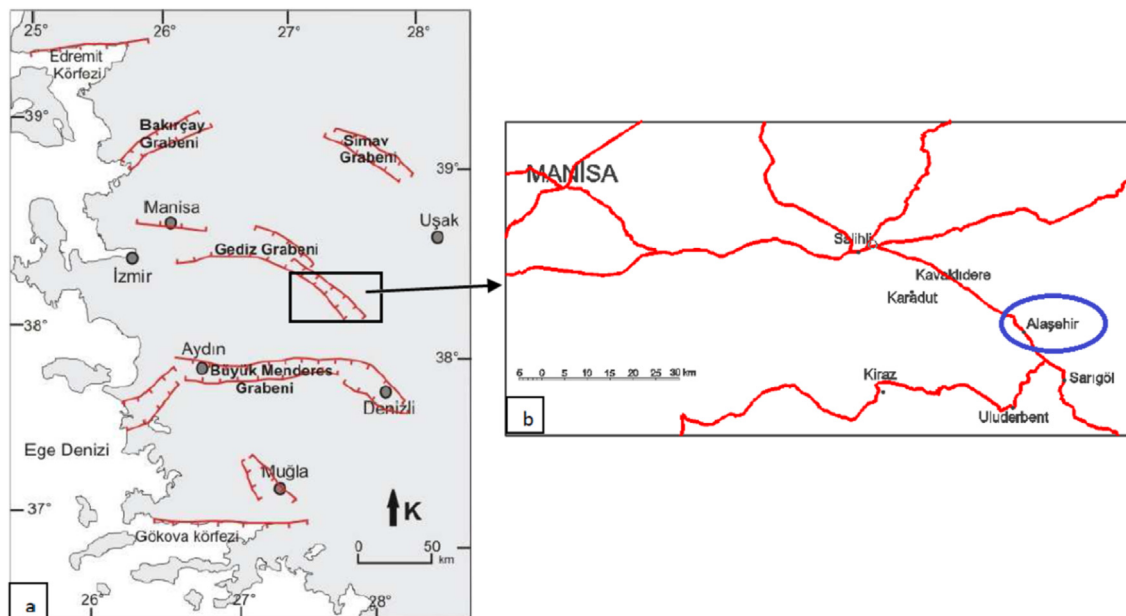 25°
26°
27°
28°
Edremit
Körfezi
39°
Bakırçay
Grabeni
Simav
Grabeni
39°
Manisa
Uşak
Gediz Grabeni
İzmir
38°
38°
Aydın
Büyük Menderes
Grabeni
Denizli
Ege Denizi
Muğla
37°
K
Gökova körfezi
0 50
km
a
26°
27°
28°
MANİSA
Salihli
Kavaklıdere
Karadut
Alaşehir
6 0 5 10 15 20 25 30 km
Kiraz
Sarıgöl
Uluderbent
b